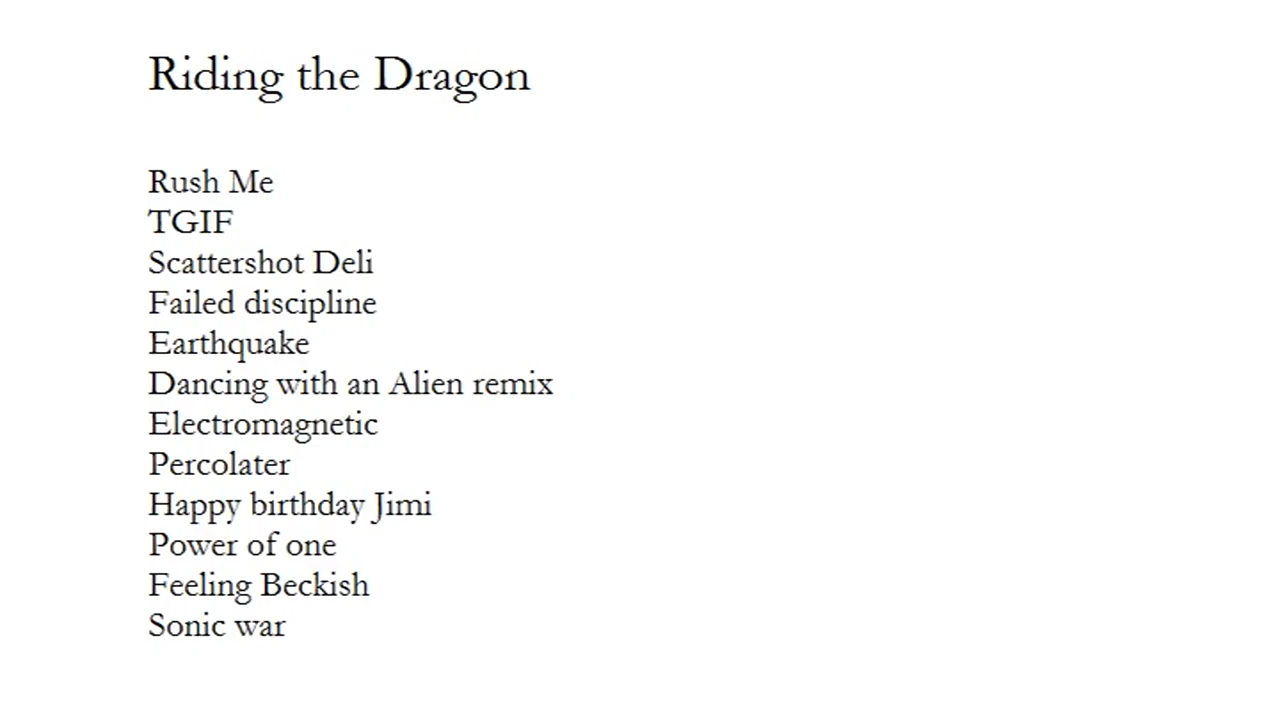 Riding the Dragon
Rush Me
TGIF
Scattershot Deli
Failed discipline
Earthquake
Dancing with an Alien remix
Electromagnetic
Percolater
Happy birthday Jimi
Power of one
Feeling Beckish
Sonic war